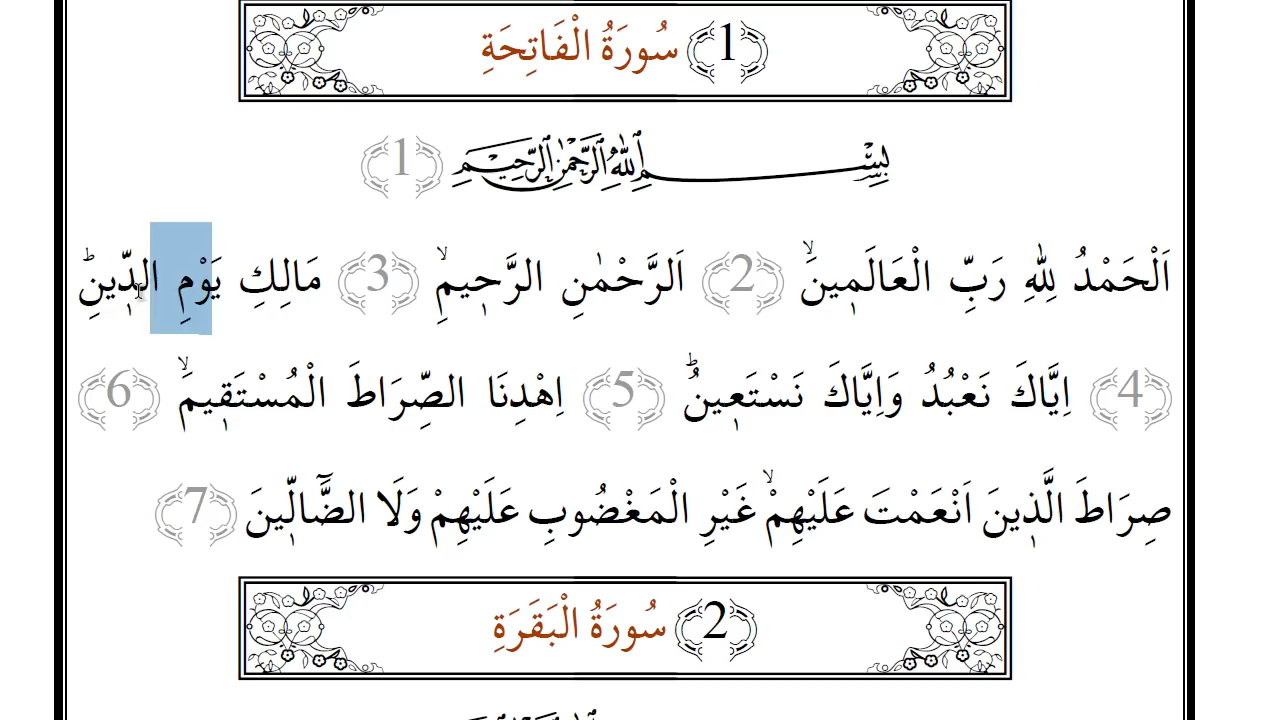 سُورَةُ الْفَاتِحَةِ ﴿1﴾
بِسْمِ اللّٰهِ الرَّحْمٰنِ الرَّحِيمِ ﴿1﴾
اَلْحَمْدُ لِلّٰهِ رَبِّ الْعَالَمٖينَۙ ﴿2﴾ اَلرَّحْمٰنِ الرَّحٖيمِۙ ﴿3﴾ مَالِكِ يَوْمِ الدّٖينِؕ
﴿4﴾ اِيَّاكَ نَعْبُدُ وَاِيَّاكَ نَسْتَعٖينُؕ ﴿5﴾ اِهْدِنَا الصِّرَاطَ الْمُسْتَقٖيمَۙ ﴿6﴾
صِرَاطَ الَّذٖينَ اَنْعَمْتَ عَلَيْهِمْۙ غَيْرِ الْمَغْضُوبِ عَلَيْهِمْ وَلَا الضَّٓالّٖينَ ﴿7﴾
سُورَةُ الْبَقَرَةِ ﴿2﴾